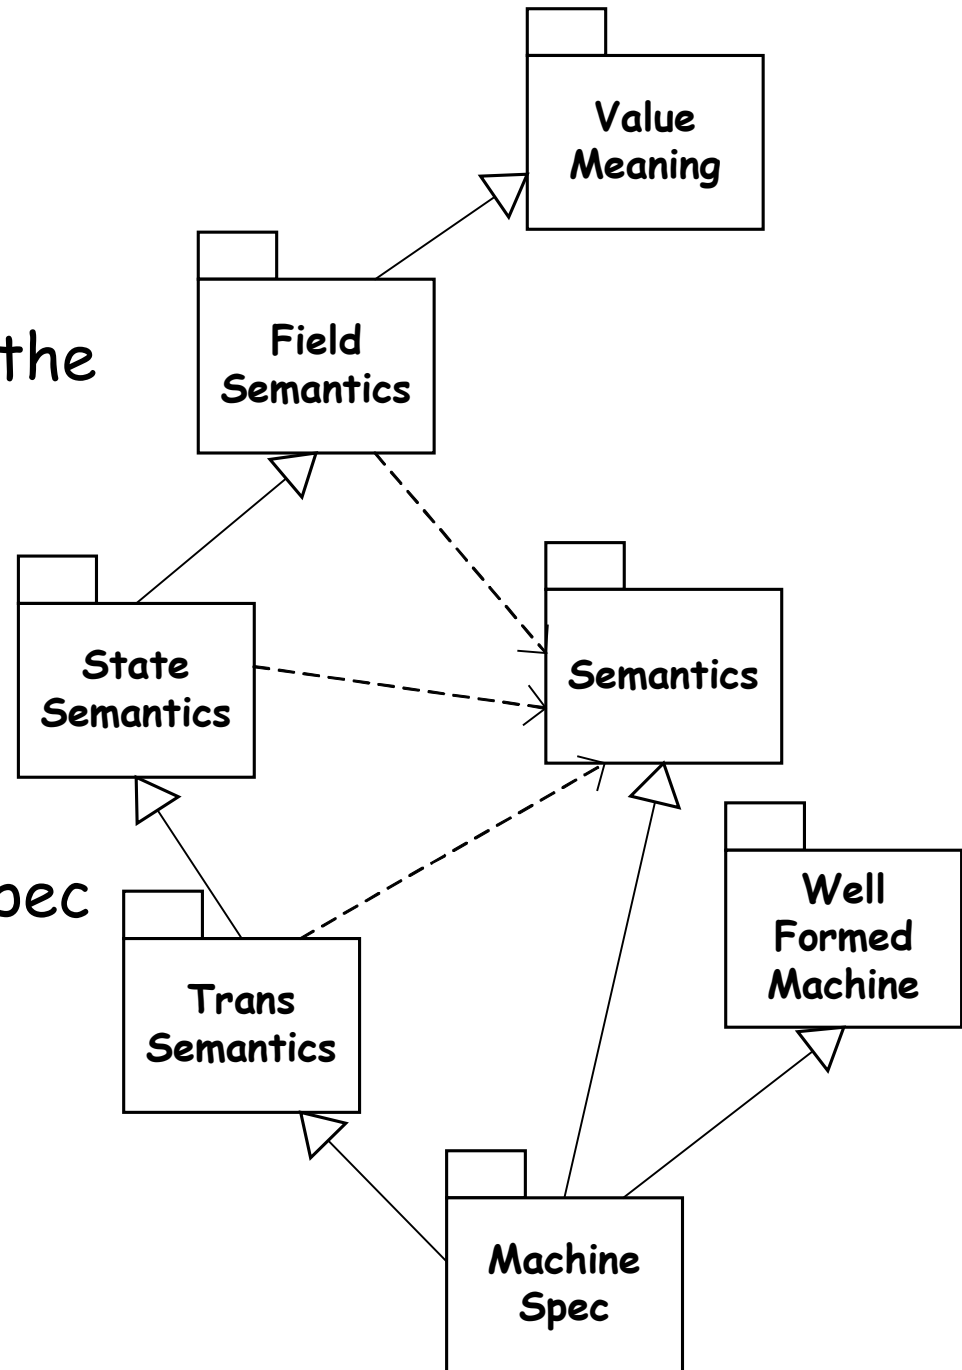 Value
Meaning
the
Field
Semantics
State
Semantics
Semantics
Well
Formed
Machine
Trans
Semantics
Machine
Spec